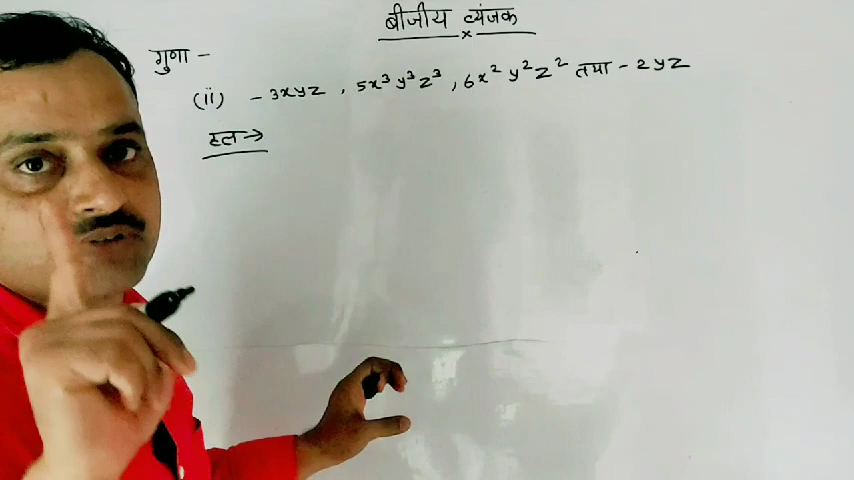 बीजीय व्यंजक
गुणा -
(ii) - 3xyz , 5x³y³z³ , 6x²y²z² तथा - 2yz
हल→